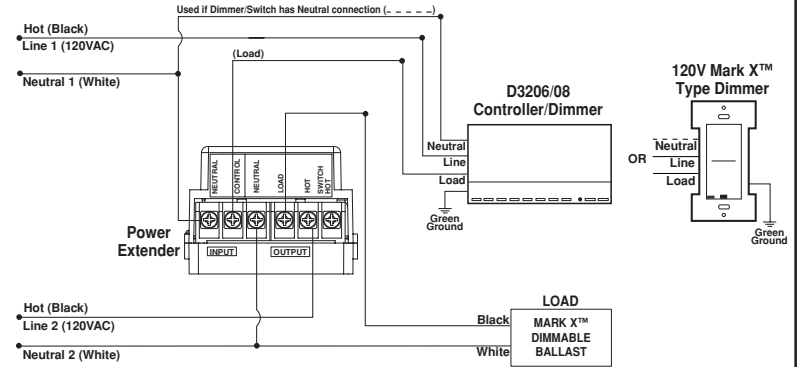 Used if Dimmer/Switch has Neutral connection (_ _ _ _ _)
Hot (Black)
Line 1 (120VAC)
(Load)
Neutral 1 (White)
D3206/08
Controller/Dimmer
120V Mark X™
Type Dimmer
Neutral
Line
Load
OR
Neutral
Line
Load
Green
Ground
Green
Ground
NEUTRAL
CONTROL
NEUTRAL
LOAD
HOT
SWITCH
HOT
Power
Extender
INPUT
OUTPUT
Hot (Black)
Line 2 (120VAC)
Neutral 2 (White)
LOAD
Black
White
MARK X™
DIMMABLE
BALLAST